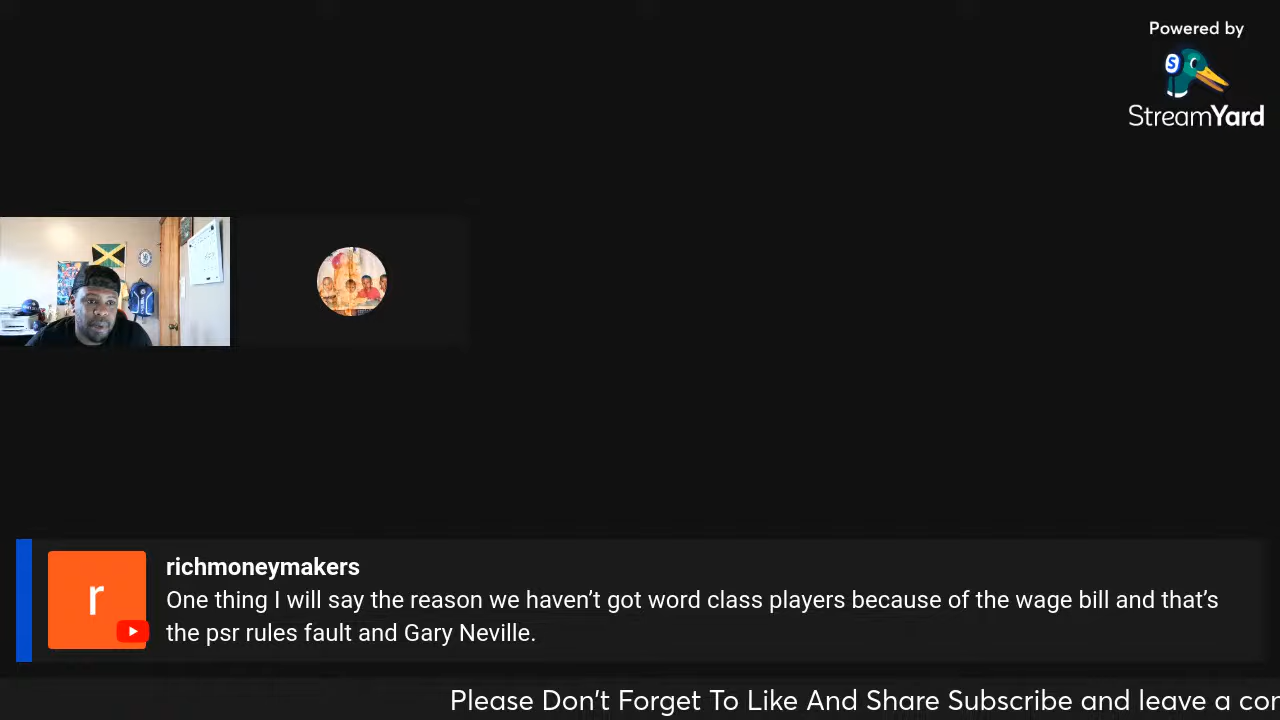 Powered by
S
StreamYard
richmoneymakers
r
One thing I will say the reason we haven’t got word class players because of the wage bill and that’s
the psr rules fault and Gary Neville.
Please Don't Forget To Like And Share Subscribe and leave a con